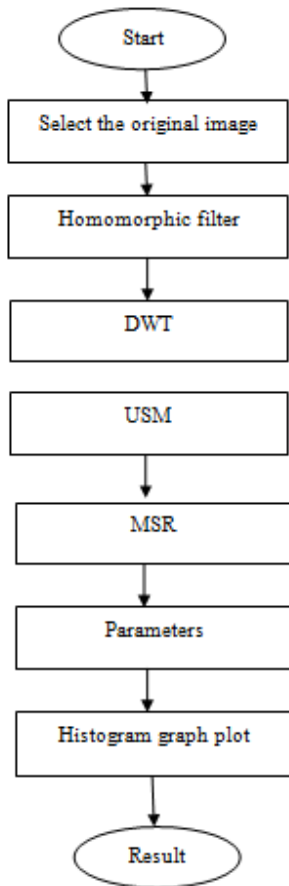 Start
Select the original image
Homomorphic filter
DWT
USM
MSR
Parameters
Histogram graph plot
Result